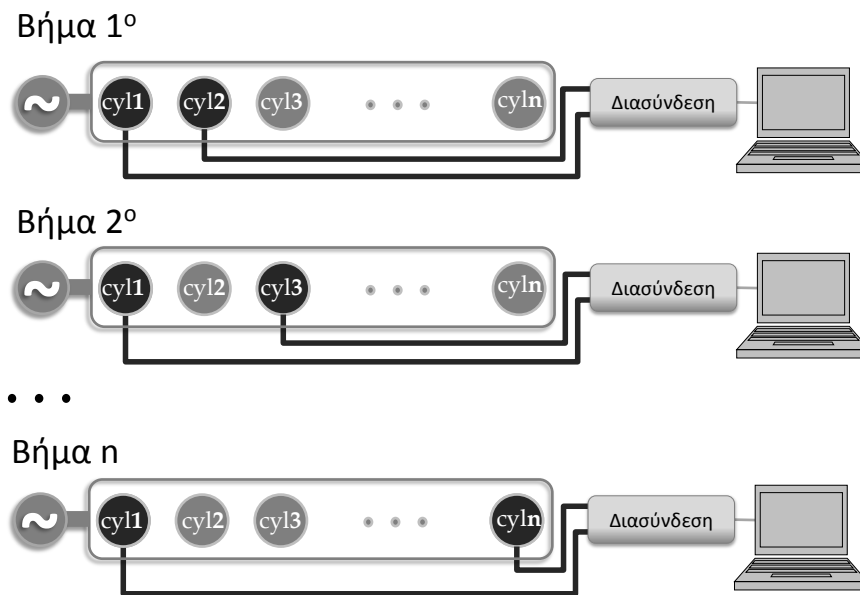 Βήμα 1ο
~ cyl1 cyl2 cyl3 . . . cyln Διασύνδεση
Βήμα 2ο
~ cyl1 cyl2 cyl3 . . . cyln Διασύνδεση
. . .
Βήμα n
~ cyl1 cyl2 cyl3 . . . cyln Διασύνδεση